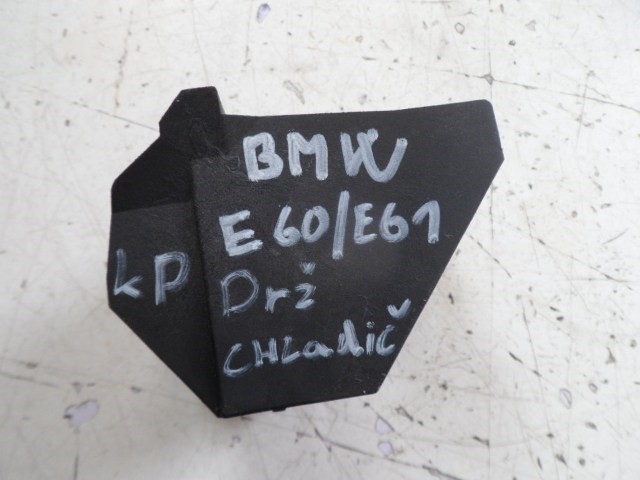 BMW
E60/E61
kp Drž
CHLadič